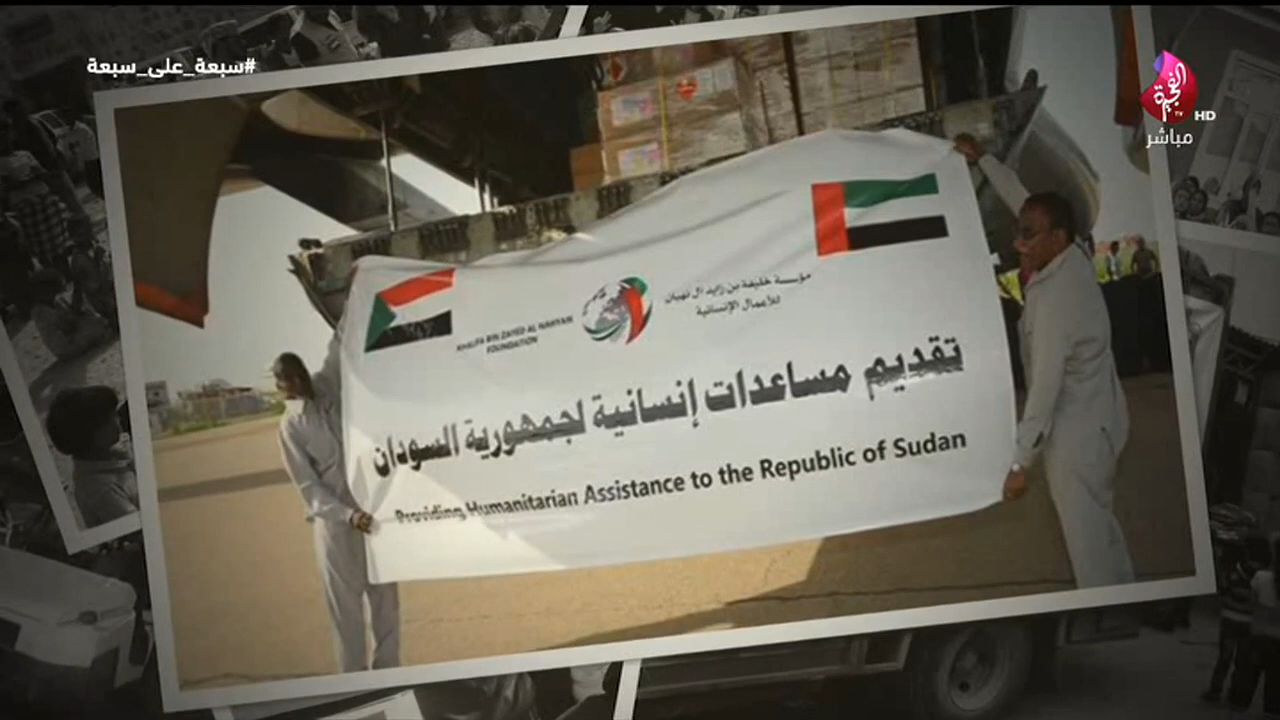 #سبعة_على_سبعة
الفجيرة
TV
HD
مباشر
مؤسسة خليفة بن زايد آل نهيان
للأعمال الإنسانية
KHALIFA BIN ZAYED AL NAHYAN
FOUNDATION
تقديم مساعدات إنسانية لجمهورية السودان
Providing Humanitarian Assistance to the Republic of Sudan